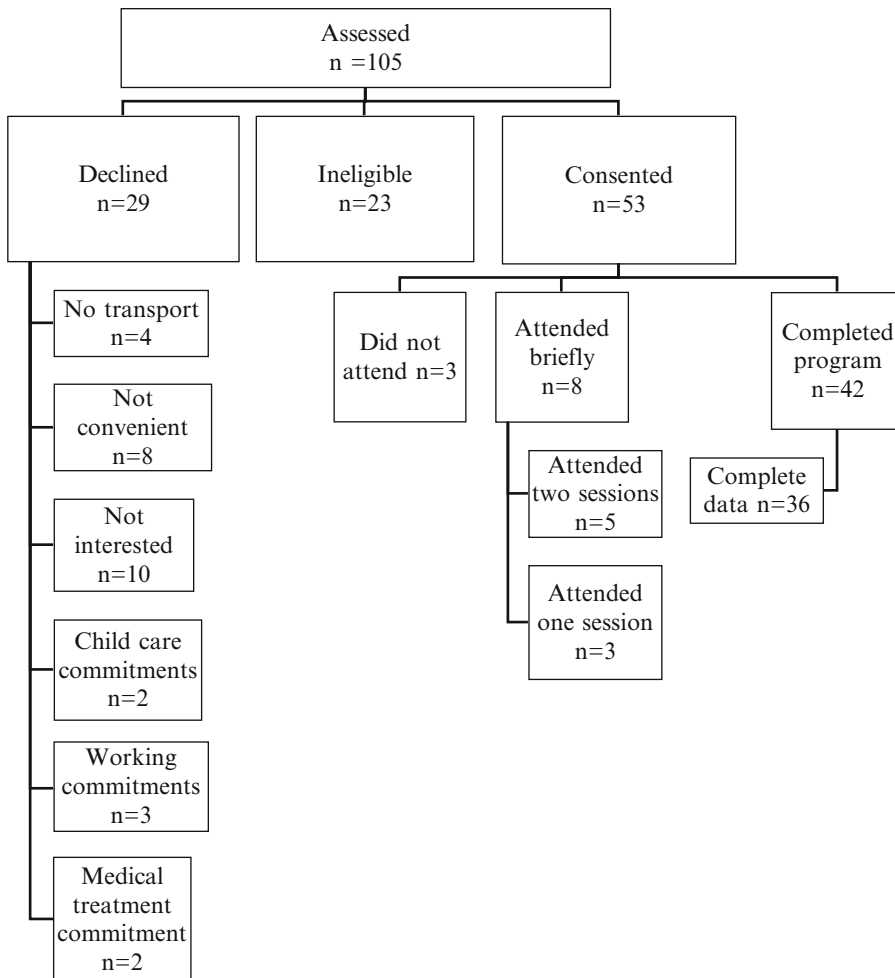 Assessed
n =105
Declined
n=29
Ineligible
n=23
Consented
n=53
No transport
n=4
Not
convenient
n=8
Not
interested
n=10
Child care
commitments
n=2
Working
commitments
n=3
Medical
treatment
commitment
n=2
Did not
attend n=3
Attended
briefly
n=8
Attended
two sessions
n=5
Attended
one session
n=3
Completed
program
n=42
Complete
data n=36